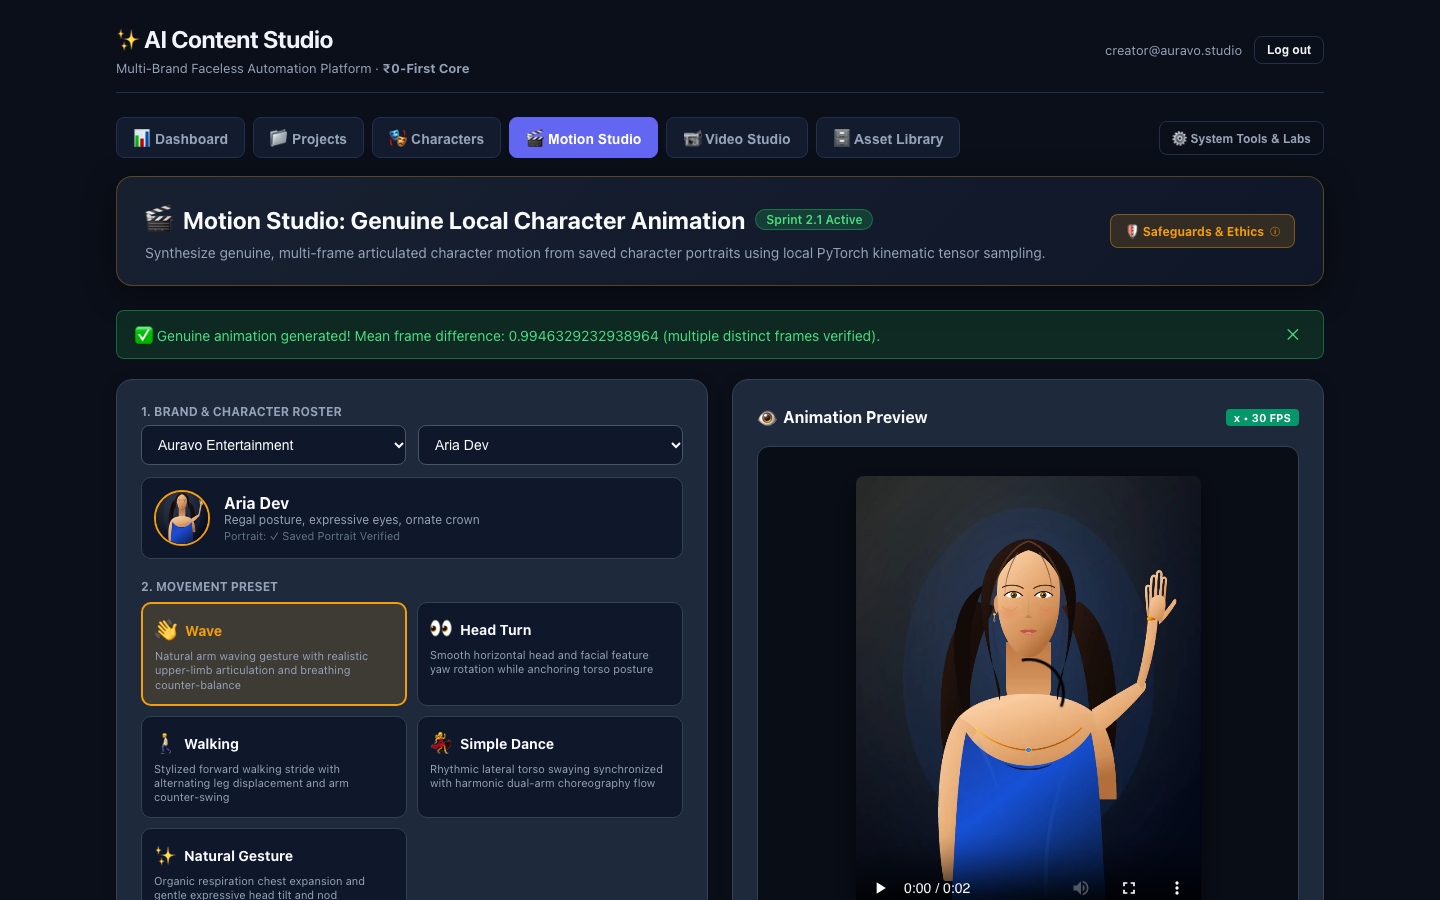 ✨ AI Content Studio
Multi-Brand Faceless Automation Platform · ₹0-First Core
creator@auravo.studio
Log out
📊 Dashboard
📁 Projects
🎭 Characters
🎬 Motion Studio
📹 Video Studio
🗄️ Asset Library
⚙️ System Tools & Labs
🎬 Motion Studio: Genuine Local Character Animation
Sprint 2.1 Active
Synthesize genuine, multi-frame articulated character motion from saved character portraits using local PyTorch kinematic tensor sampling.
Safeguards & Ethics ⓘ
✅ Genuine animation generated! Mean frame difference: 0.9946329232938964 (multiple distinct frames verified).
1. BRAND & CHARACTER ROSTER
Auravo Entertainment
Aria Dev
Aria Dev
Regal posture, expressive eyes, ornate crown
Portrait: ✓ Saved Portrait Verified
2. MOVEMENT PRESET
👋 Wave
Natural arm waving gesture with realistic
upper-limb articulation and breathing
counter-balance
👀 Head Turn
Smooth horizontal head and facial feature
yaw rotation while anchoring torso posture
🚶 Walking
Stylized forward walking stride with
alternating leg displacement and arm
counter-swing
💃 Simple Dance
Rhythmic lateral torso swaying synchronized
with harmonic dual-arm choreography flow
✨ Natural Gesture
Organic respiration chest expansion and
gentle expressive head tilt and nod
👁️ Animation Preview
x • 30 FPS
0:00 / 0:02